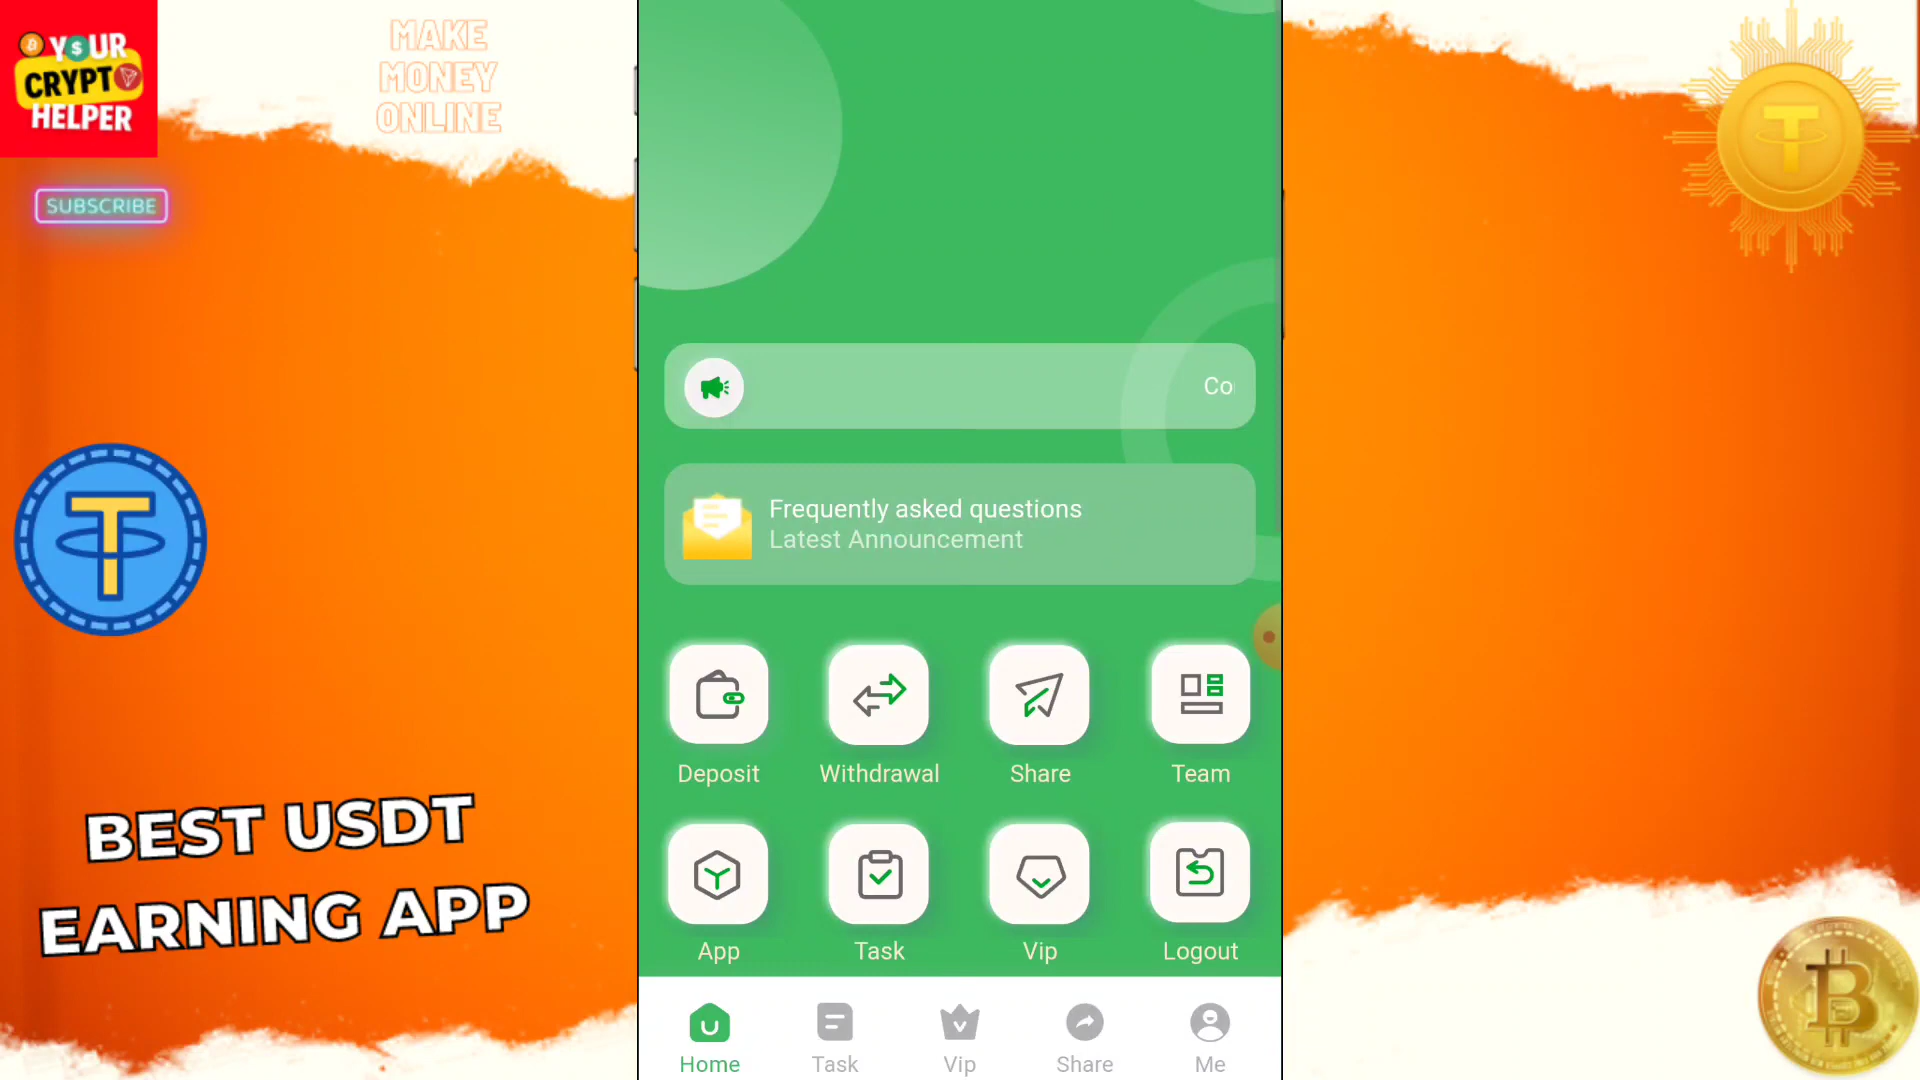 YOUR
CRYPTO
HELPER
MAKE
MONEY
ONLINE
SUBSCRIBE
Co
Frequently asked questions
Latest Announcement
Deposit
Withdrawal
Share
Team
App
Task
Vip
Logout
BEST USDT
EARNING APP
Home
Task
Vip
Share
Me